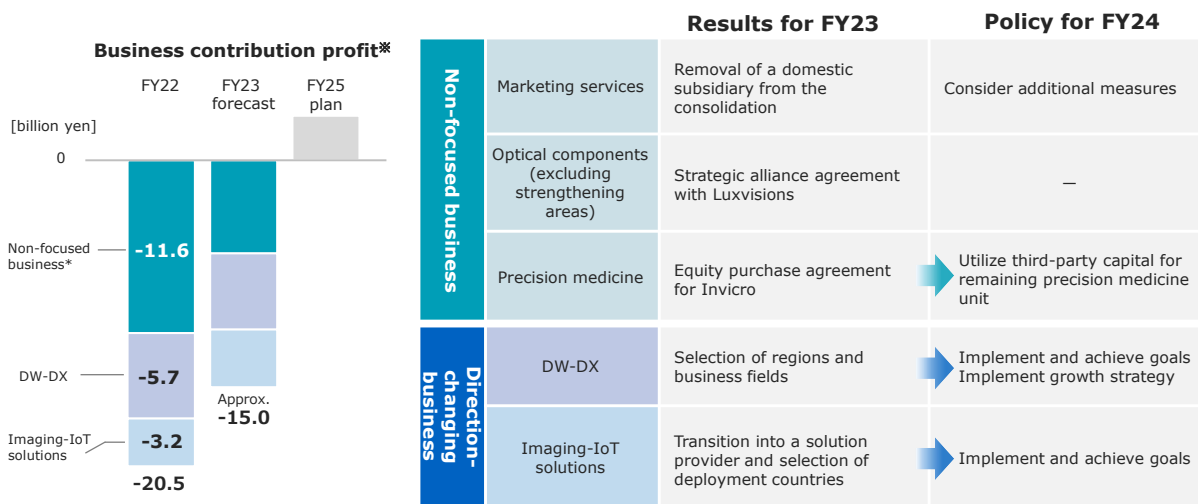 Business contribution profit※
FY22
FY23
forecast
FY25
plan
[billion yen]
0
Non-focused
business*
-11.6
DW-DX
-5.7
Imaging-IoT
solutions
-3.2
-20.5
Approx.
-15.0
Results for FY23
Policy for FY24
Non-focused business
Marketing services
Removal of a domestic
subsidiary from the
consolidation
Consider additional measures
Optical components
(excluding
strengthening
areas)
Strategic alliance agreement
with Luxvisions
—
Precision medicine
Equity purchase agreement
for Invicro
Utilize third-party capital for
remaining precision medicine
unit
Direction-
changing
business
DW-DX
Selection of regions and
business fields
Implement and achieve goals
Implement growth strategy
Imaging-IoT
solutions
Transition into a solution
provider and selection of
deployment countries
Implement and achieve goals